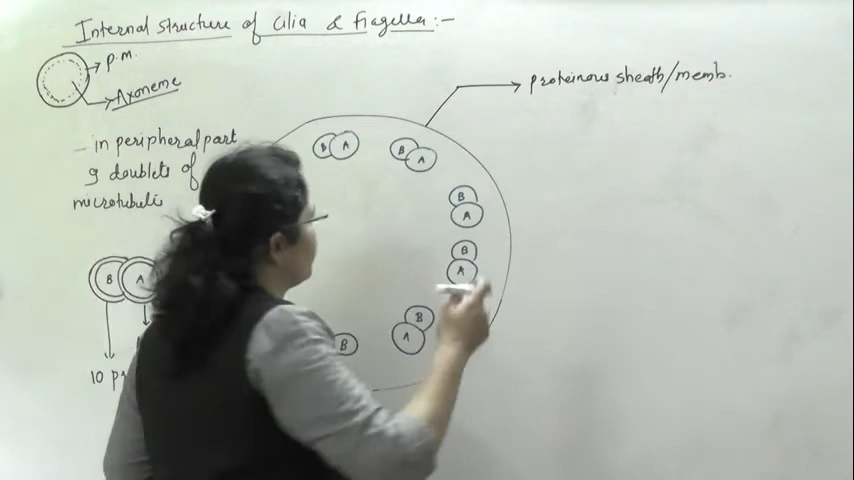 Internal structure of Cilia & Flagella:-
P.M.
Axoneme
proteinous sheath/memb.
- in peripheral part
9 doublets of
microtubuli
B A
B A
B A
B
A
B
A
B
A
B
10